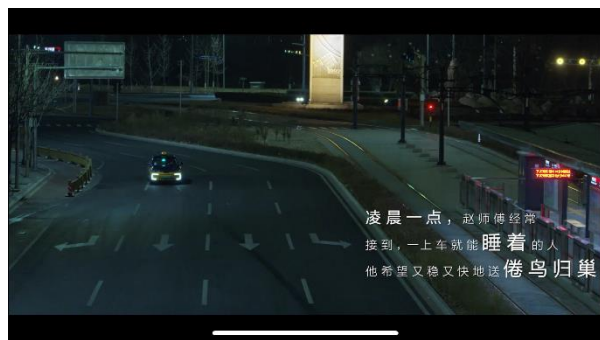 凌晨一点，赵师傅经常
接到，一上车就能睡着的人
他希望又稳又快地送倦鸟归巢